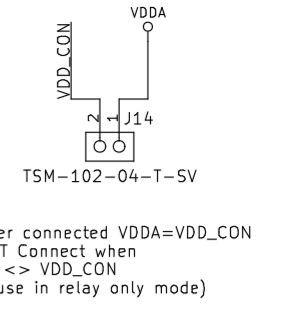 VDDA
VDD_CON
2
1
J14
TSM-102-04-T-SV
connected VDDA=VDD_CON
Connect when
<> VDD_CON
use in relay only mode)